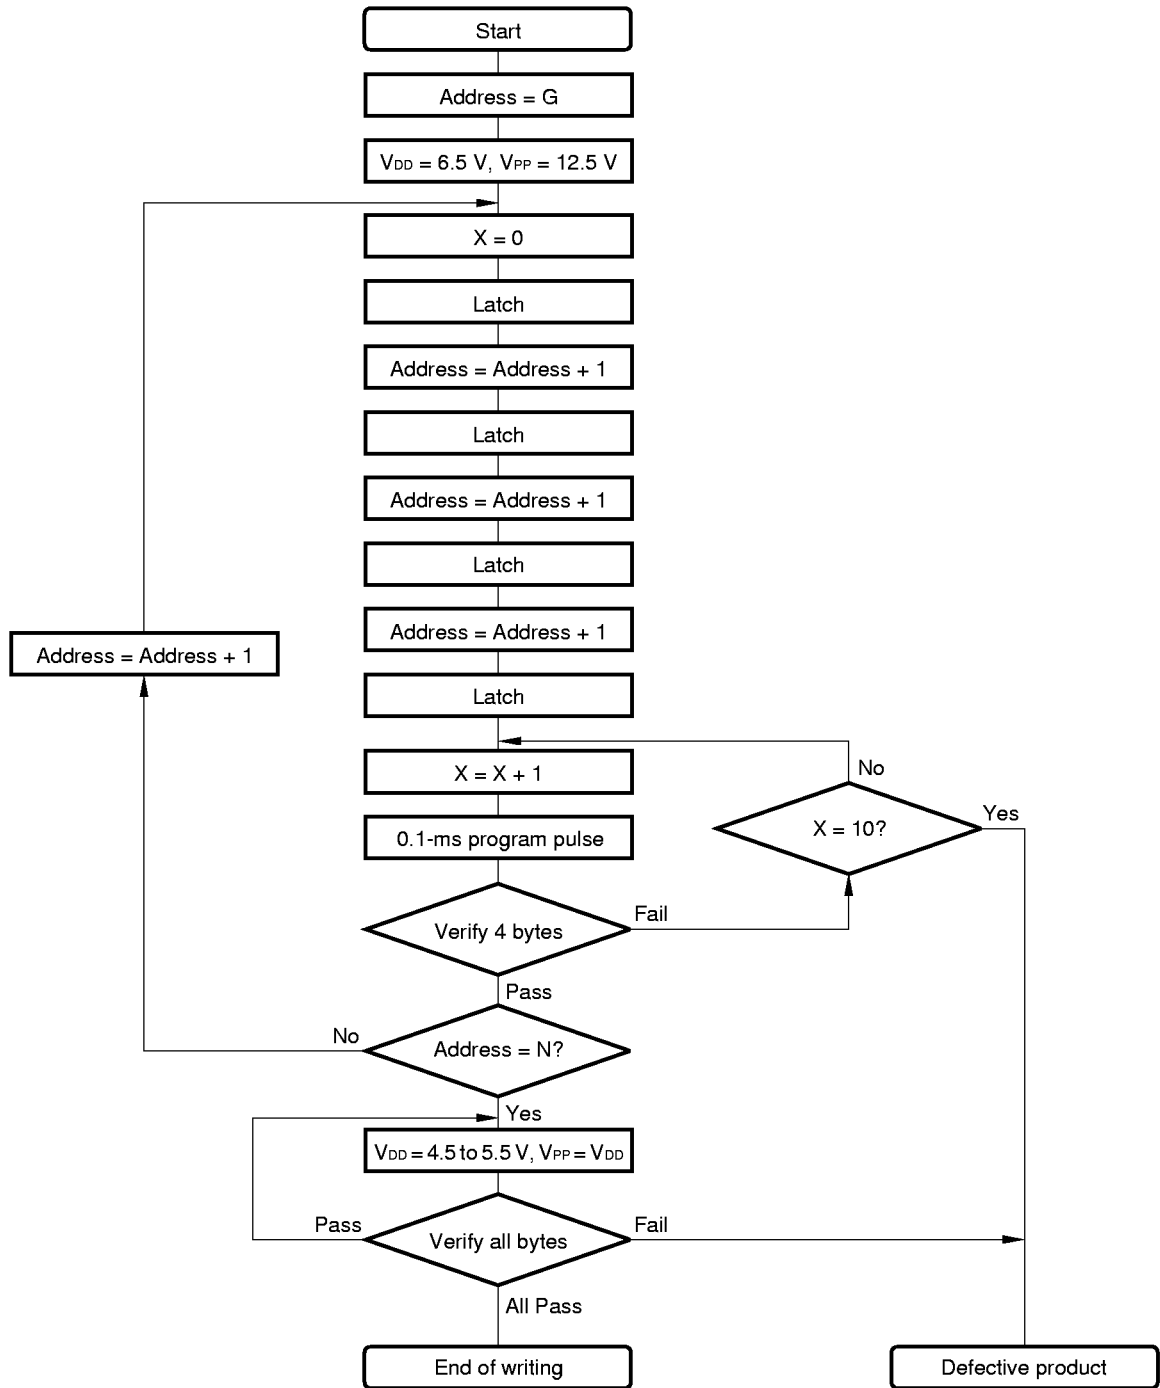 Start
Address = G
VDD = 6.5 V, VPP = 12.5 V
X = 0
Latch
Address = Address + 1
Latch
Address = Address + 1
Latch
Address = Address + 1
Address = Address + 1
Latch
X = X + 1
No
X = 10?
Yes
0.1-ms program pulse
Verify 4 bytes
Fail
Pass
No
Address = N?
Yes
VDD = 4.5 to 5.5 V, VPP = VDD
Pass
Verify all bytes
Fail
All Pass
End of writing
Defective product